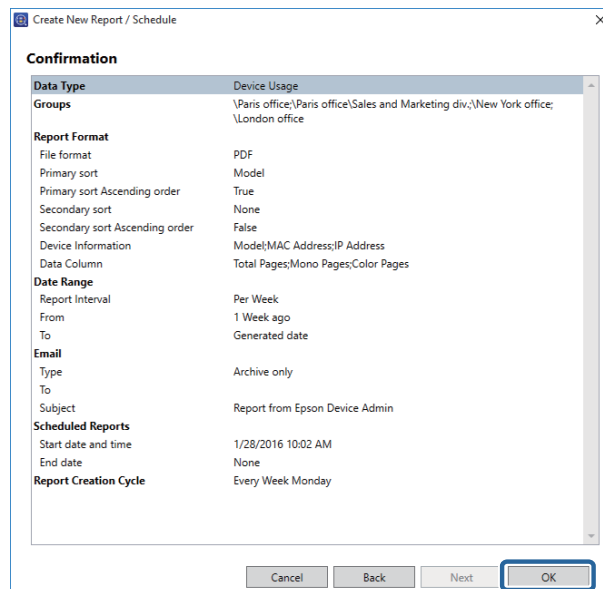 Create New Report / Schedule
Confirmation
Data Type Device Usage
Groups \Paris office;\Paris office\Sales and Marketing div.;\New York office;
\London office
Report Format
File format PDF
Primary sort Model
Primary sort Ascending order True
Secondary sort None
Secondary sort Ascending order False
Device Information Model;MAC Address;IP Address
Data Column Total Pages;Mono Pages;Color Pages
Date Range
Report Interval Per Week
From 1 Week ago
To Generated date
Email
Type Archive only
To
Subject Report from Epson Device Admin
Scheduled Reports
Start date and time 1/28/2016 10:02 AM
End date None
Report Creation Cycle Every Week Monday
Cancel Back Next OK